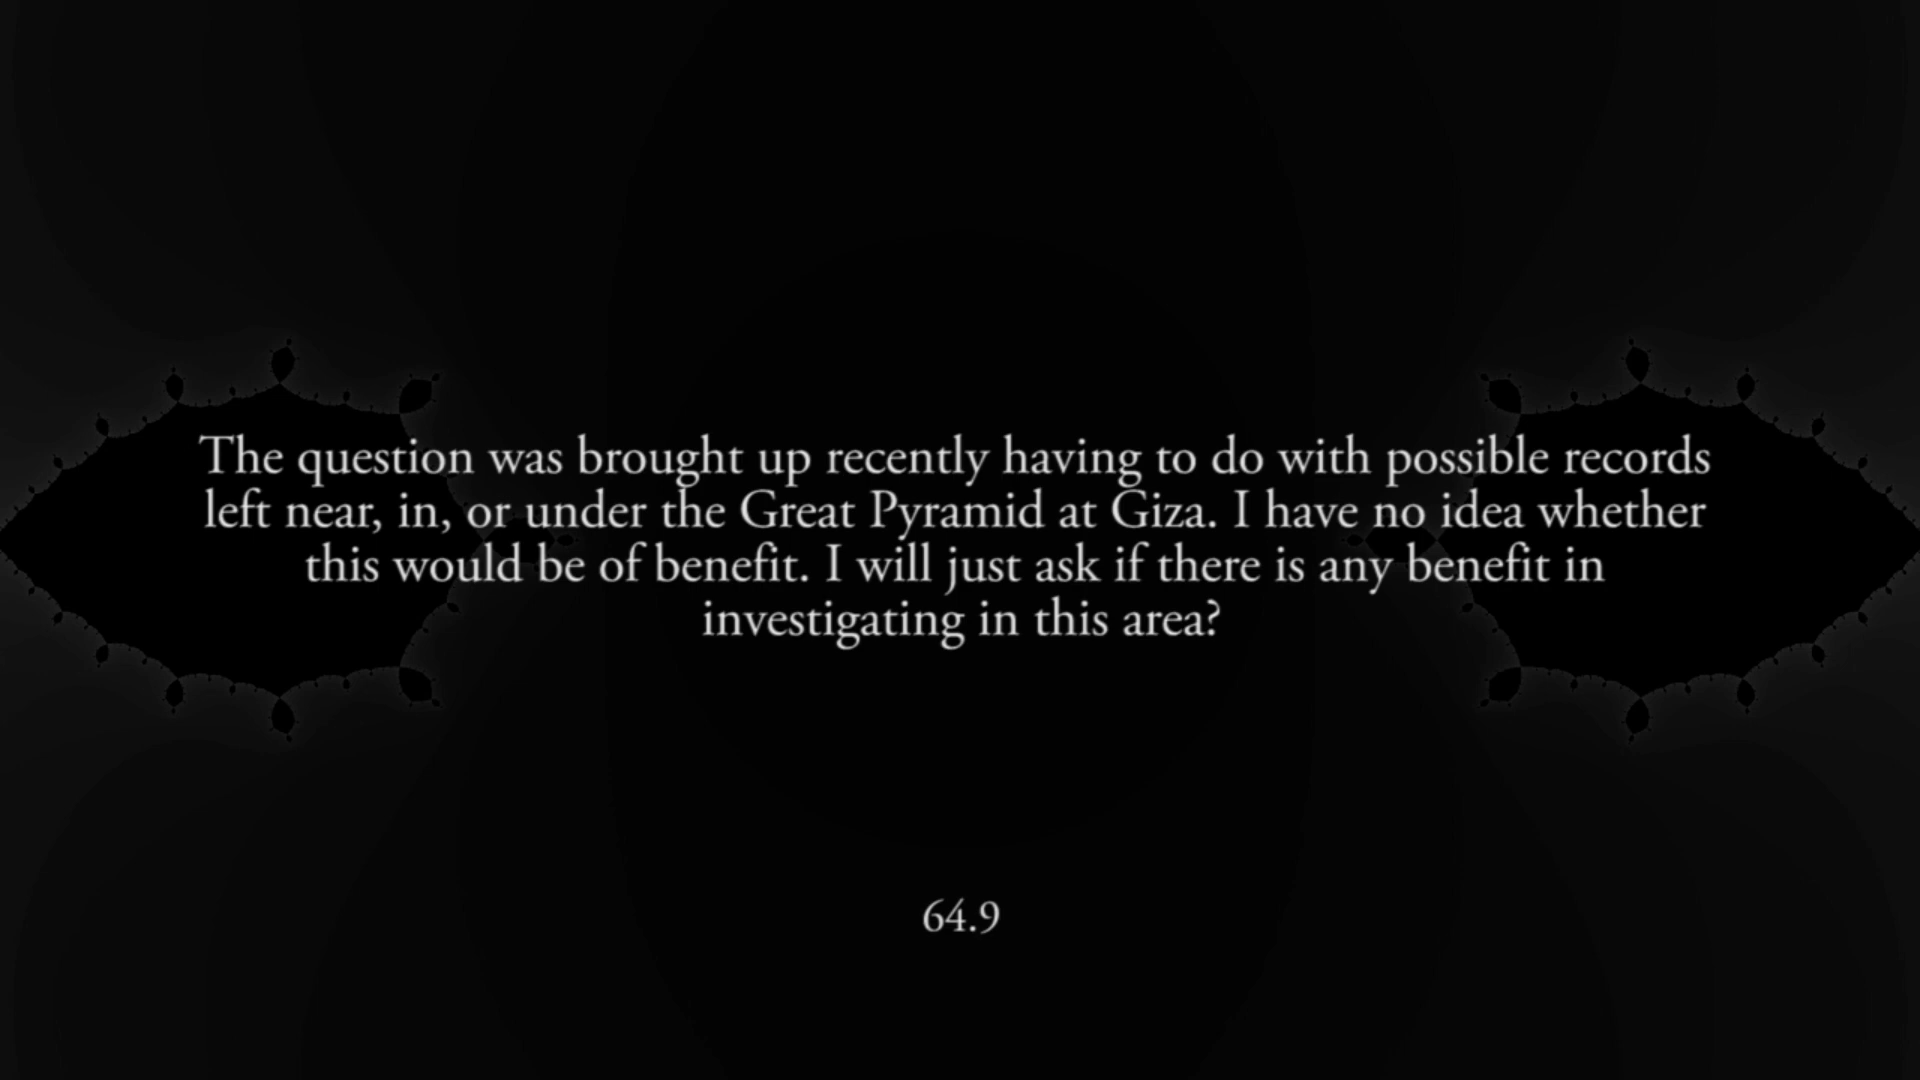 The question was brought up recently having to do with possible records
left near, in, or under the Great Pyramid at Giza. I have no idea whether
this would be of benefit. I will just ask if there is any benefit in
investigating in this area?
64.9